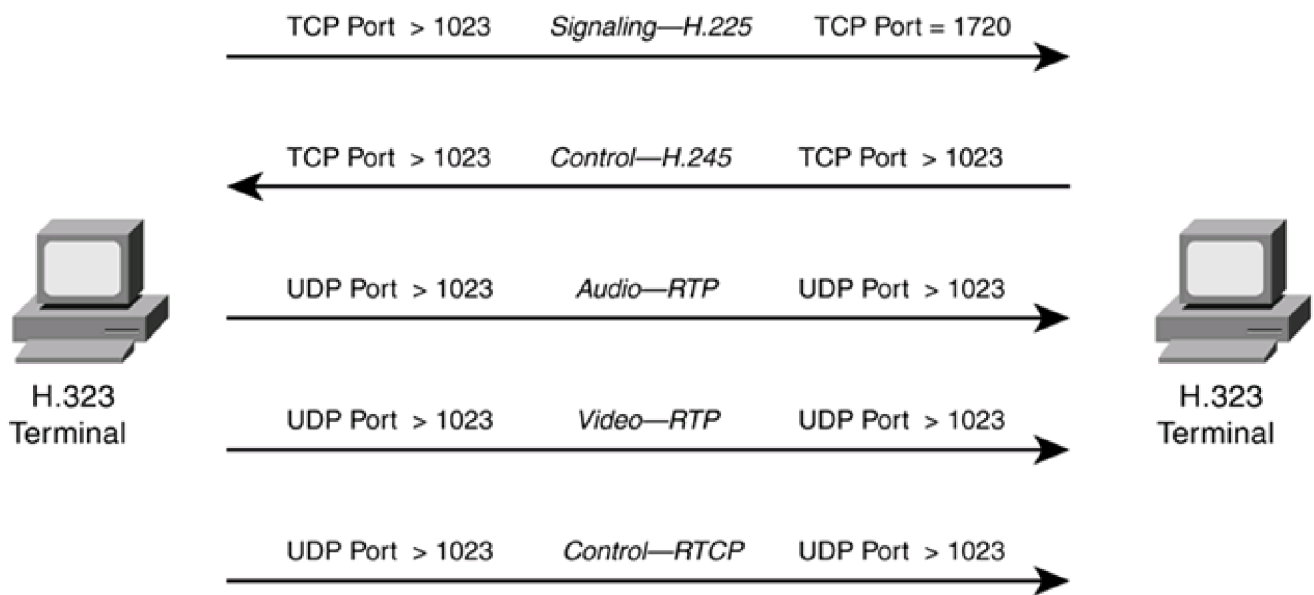 TCP Port > 1023 Signaling—H.225 TCP Port = 1720
TCP Port > 1023 Control—H.245 TCP Port > 1023
UDP Port > 1023 Audio—RTP UDP Port > 1023
H.323
Terminal
H.323
Terminal
UDP Port > 1023 Video—RTP UDP Port > 1023
UDP Port > 1023 Control—RTCP UDP Port > 1023